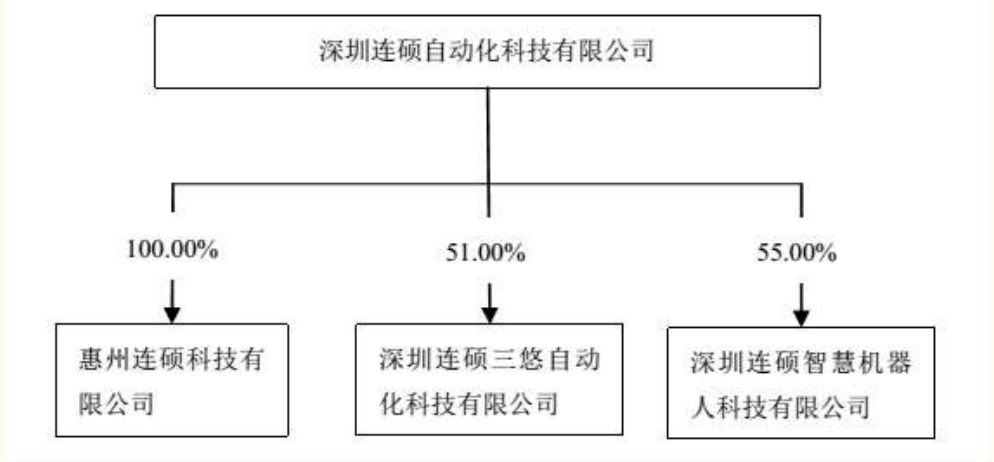 深圳连硕自动化科技有限公司
100.00%
51.00%
55.00%
惠州连硕科技有
限公司
深圳连硕三悠自动
化科技有限公司
深圳连硕智慧机器
人科技有限公司